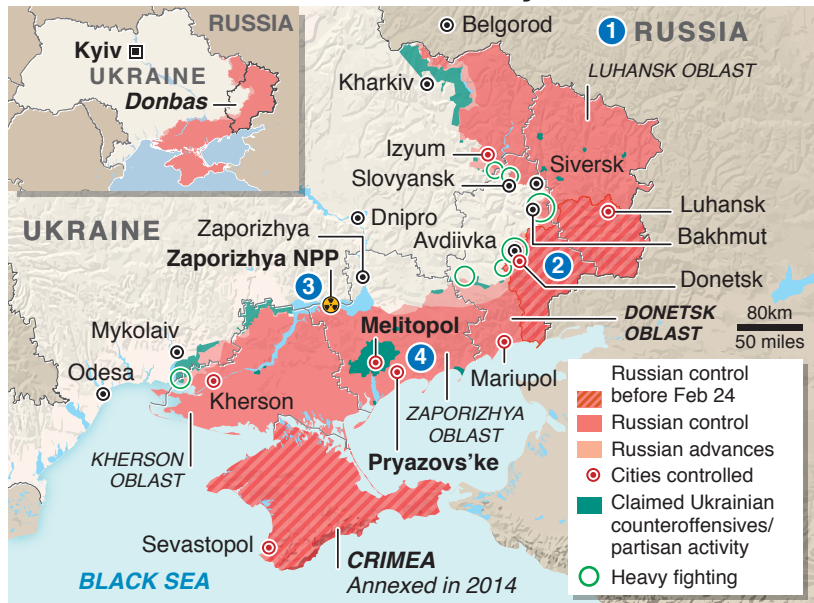 RUSSIA
Kyiv
UKRAINE
Donbas
Belgorod
1 RUSSIA
LUHANSK OBLAST
Kharkiv
Izyum
Slovyansk
Siversk
UKRAINE
Zaporizhya
Dnipro
Luhansk
Avdiivka
Bakhmut
Zaporizhya NPP
2
3
Donetsk
DONETSK
OBLAST
80km
50 miles
Mykolaiv
Melitopol
4
Odesa
Kherson
Mariupol
ZAPORIZHYA
OBLAST
KHERSON
OBLAST
Pryazovs'ke
Sevastopol
CRIMEA
Annexed in 2014
BLACK SEA
Russian control
before Feb 24
Russian control
Russian advances
Cities controlled
Claimed Ukrainian
counteroffensives/
partisan activity
Heavy fighting